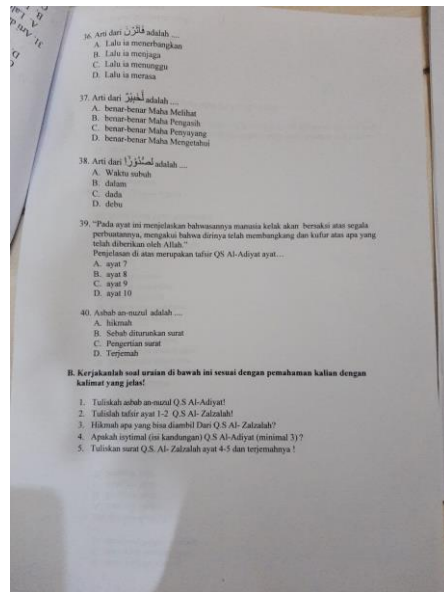 36. Arti dari فَأَثَرْنَ adalah ....
A. Lalu ia menerbangkan
B. Lalu ia menjaga
C. Lalu ia menunggu
D. Lalu ia merasa
37. Arti dari لَّخَبِيْرٌ adalah ....
A. benar-benar Maha Melihat
B. benar-benar Maha Pengasih
C. benar-benar Maha Penyayang
D. benar-benar Maha Mengetahui
38. Arti dari adalah ....
A. Waktu subuh
B. dalam
C. dada
D. debu
39. "Pada ayat ini menjelaskan bahwasannya manusia kelak akan bersaksi atas segala
perbuatannya, mengakui bahwa dirinya telah membangkang dan kufur atas apa yang
telah diberikan oleh Allah."
Penjelasan di atas merupakan tafsir QS Al-Adiyat ayat....
A. ayat 7
B. ayat 8
C. ayat 9
D. ayat 10
40. Asbab an-nuzul adalah ....
A. hikmah
B. Sebab diturunkan surat
C. Pengertian surat
D. Terjemah
B. Kerjakanlah soal uraian di bawah ini sesuai dengan pemahaman kalian dengan
kalimat yang jelas!
1. Tuliskah asbab an-nuzul Q.S Al-Adiyat!
2. Tulislah tafsir ayat 1-2 Q.S Al- Zalzalah!
3. Hikmah apa yang bisa diambil Dari Q.S Al- Zalzalah?
4. Apakah isytimal (isi kandungan) Q.S Al-Adiyat (minimal 3) ?
5. Tuliskan surat Q.S. Al- Zalzalah ayat 4-5 dan terjemahnya !